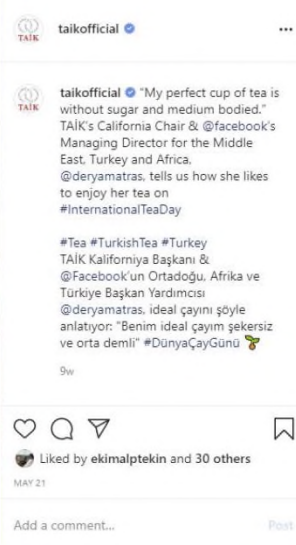 TAİK
taikofficial
...
TAİK
taikofficial "My perfect cup of tea is
without sugar and medium bodied."
TAİK's California Chair & @facebook's
Managing Director for the Middle
East, Turkey and Africa,
@deryamatras, tells us how she likes
to enjoy her tea on
#InternationalTeaDay
#Tea #TurkishTea #Turkey
TAİK Kaliforniya Başkanı &
@Facebook'un Ortadoğu, Afrika ve
Türkiye Başkan Yardımcısı
@deryamatras, ideal çayını şöyle
anlatıyor: "Benim ideal çayım şekersiz
ve orta demli" #DünyaÇayGünü
9w
Liked by ekimalptekin and 30 others
MAY 21
Add a comment...
Post